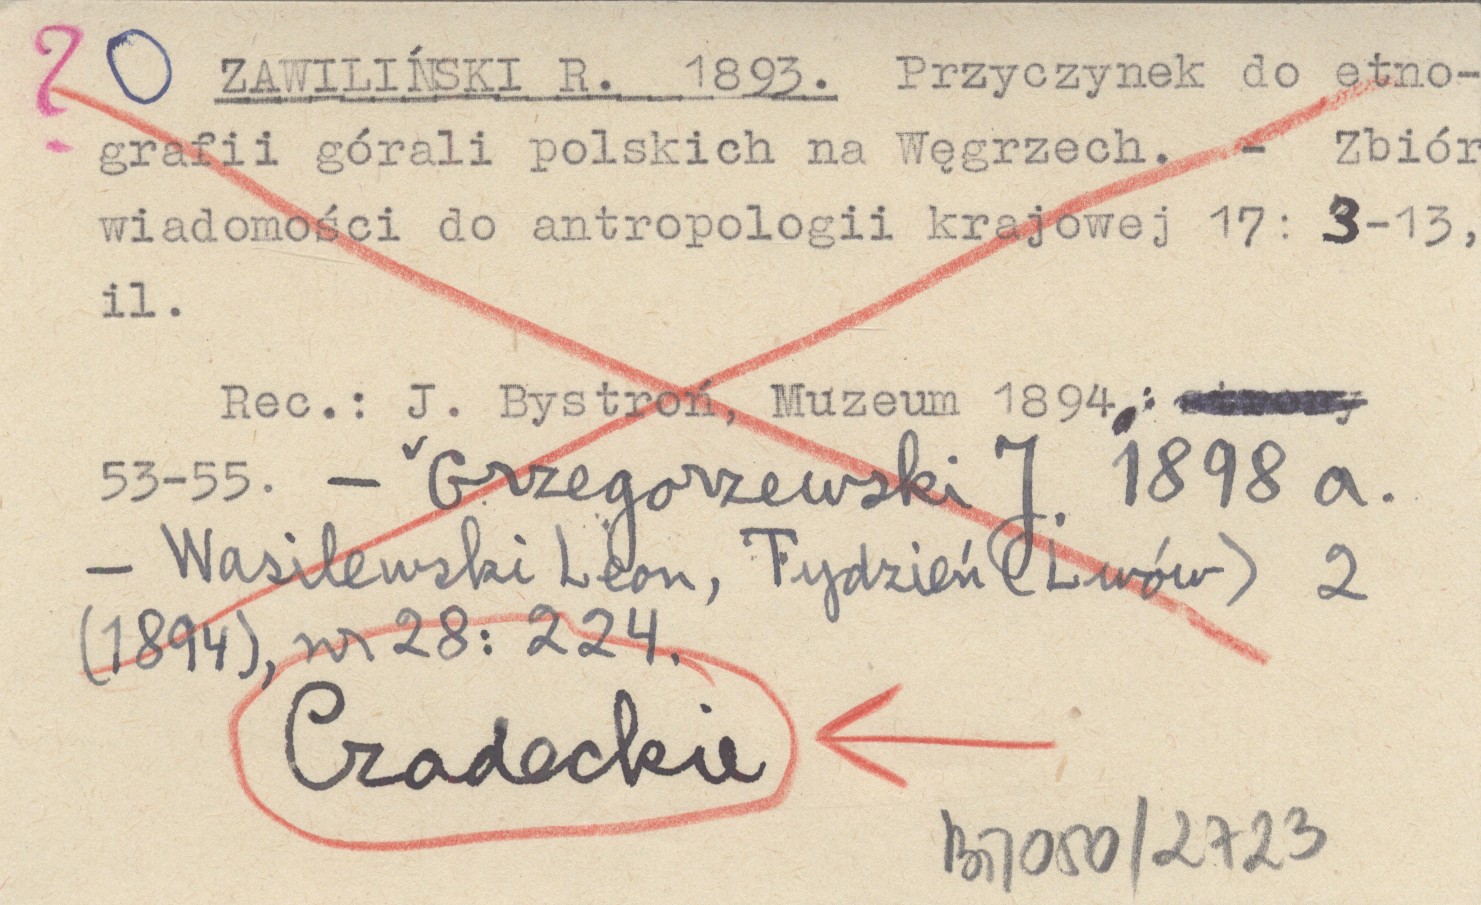 ? O ZAWILIŃSKI R. 1893. Przyczynek do etno-
grafii górali polskich na Węgrzech. - Zbiór
wiadomości do antropologii krajowej 17: 3-13,
il.
Rec.: J. Bystroń, Muzeum 1894.: strony
53-55. — Grzegorzewski J. 1898 a.
— Wasilewski Leon, Tydzień (Lwów) 2
(1894), nr 28: 224.
Czadeckie
B. 7050/2723